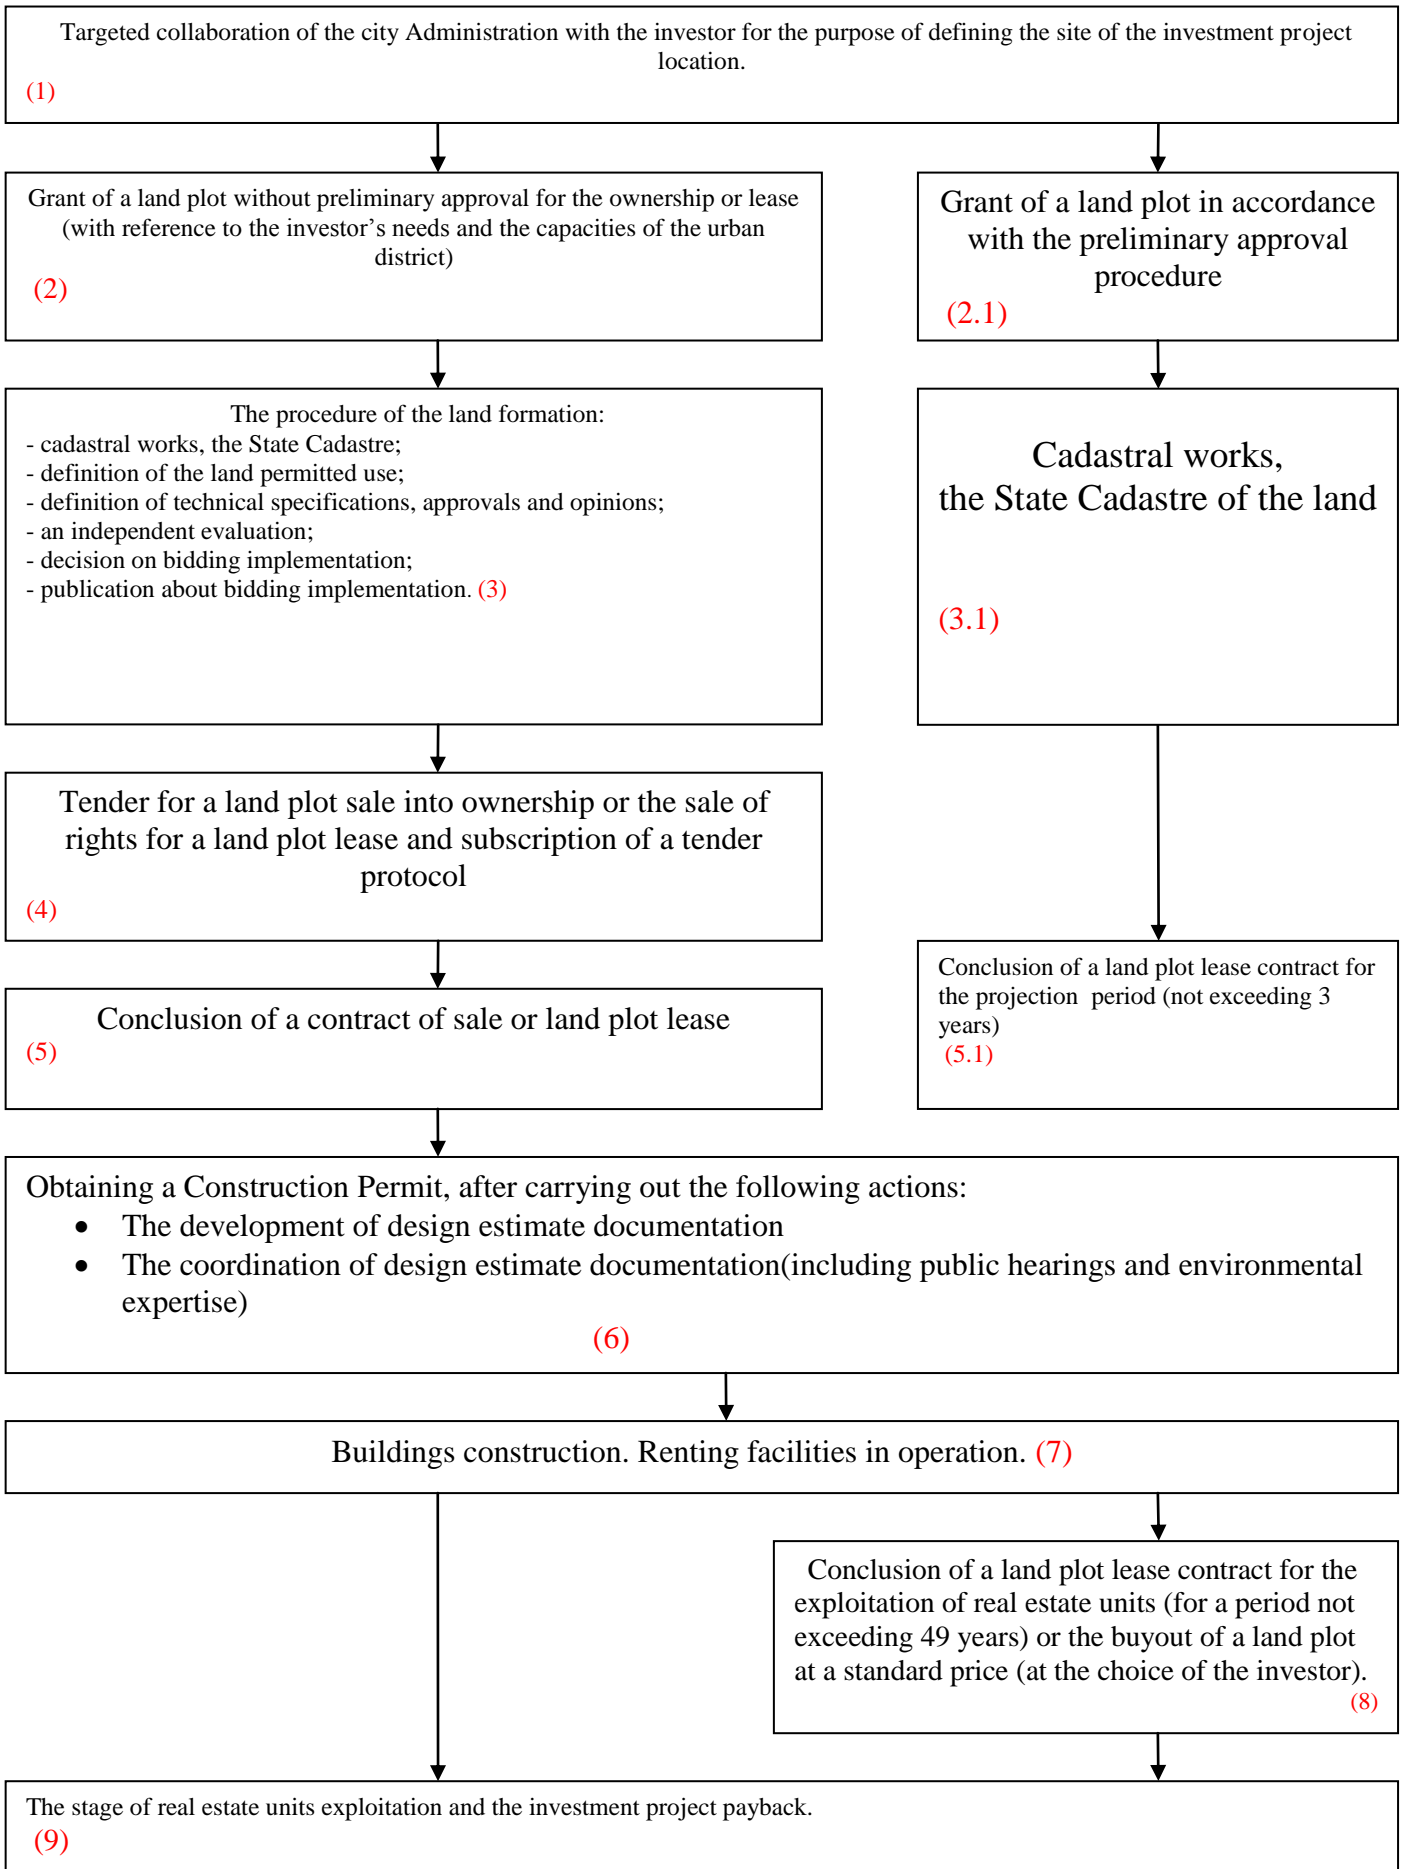 Targeted collaboration of the city Administration with the investor for the purpose of defining the site of the investment project
location.
(1)
Grant of a land plot without preliminary approval for the ownership or lease
(with reference to the investor’s needs and the capacities of the urban
district)
(2)
Grant of a land plot in accordance
with the preliminary approval
procedure
(2.1)
The procedure of the land formation:
- cadastral works, the State Cadastre;
- definition of the land permitted use;
- definition of technical specifications, approvals and opinions;
- an independent evaluation;
- decision on bidding implementation;
- publication about bidding implementation. (3)
Cadastral works,
the State Cadastre of the land
(3.1)
Tender for a land plot sale into ownership or the sale of
rights for a land plot lease and subscription of a tender
protocol
(4)
Conclusion of a land plot lease contract for
the projection  period (not exceeding 3
years)
(5.1)
Conclusion of a contract of sale or land plot lease
(5)
Obtaining a Construction Permit, after carrying out the following actions:
• The development of design estimate documentation
• The coordination of design estimate documentation(including public hearings and environmental
expertise)
(6)
Buildings construction. Renting facilities in operation. (7)
Conclusion of a land plot lease contract for the
exploitation of real estate units (for a period not
exceeding 49 years) or the buyout of a land plot
at a standard price (at the choice of the investor).
(8)
The stage of real estate units exploitation and the investment project payback.
(9)